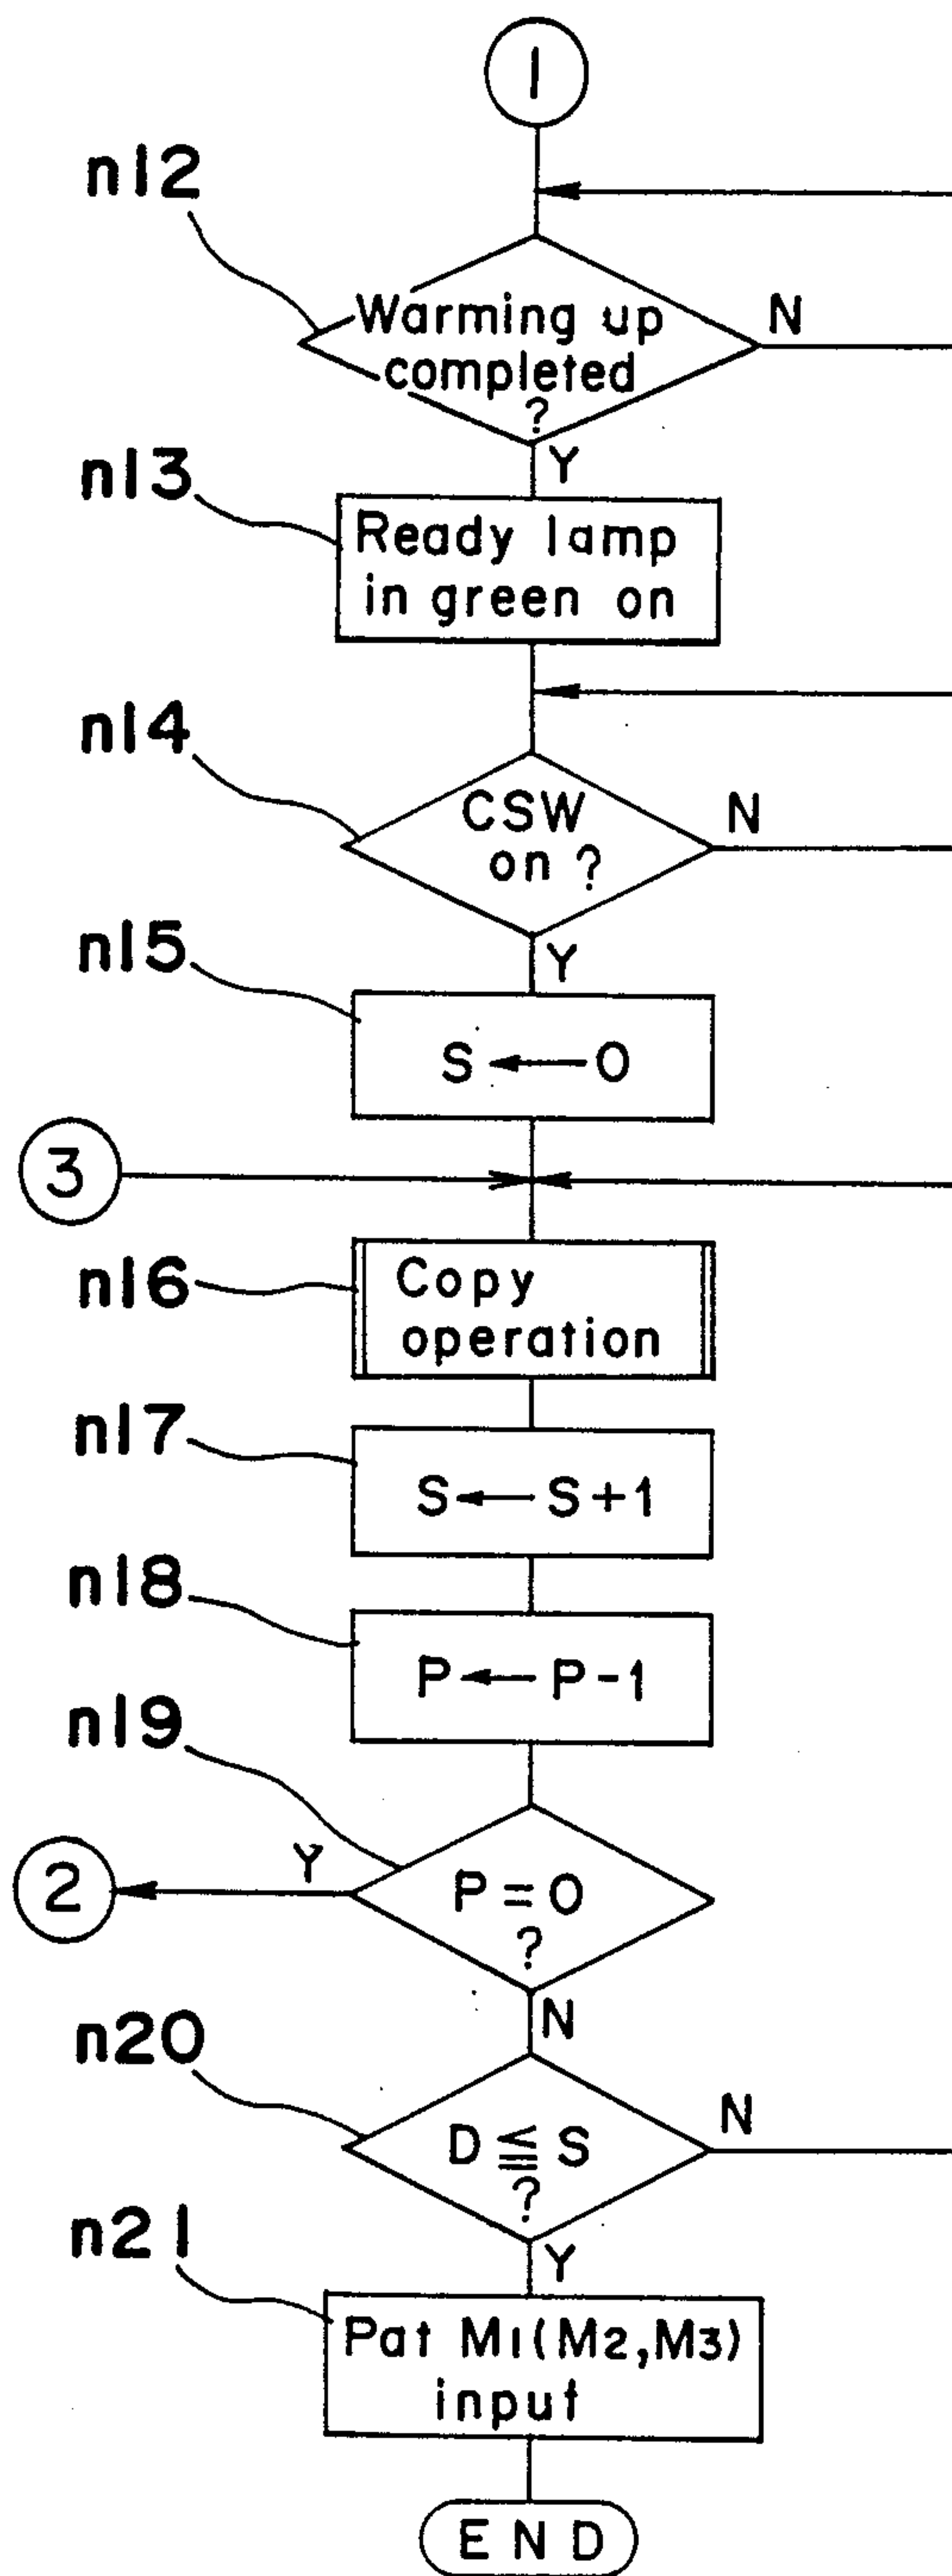 1
n12
Warming up
completed
?
N
Y
n13
Ready lamp
in green on
n14
CSW
on ?
N
Y
n15
S ← 0
3
n16
Copy
operation
n17
S ← S+1
n18
P ← P-1
n19
Y
2
P = 0
?
N
n20
D ≦ S
?
N
Y
n21
Pat M1(M2,M3)
input
END